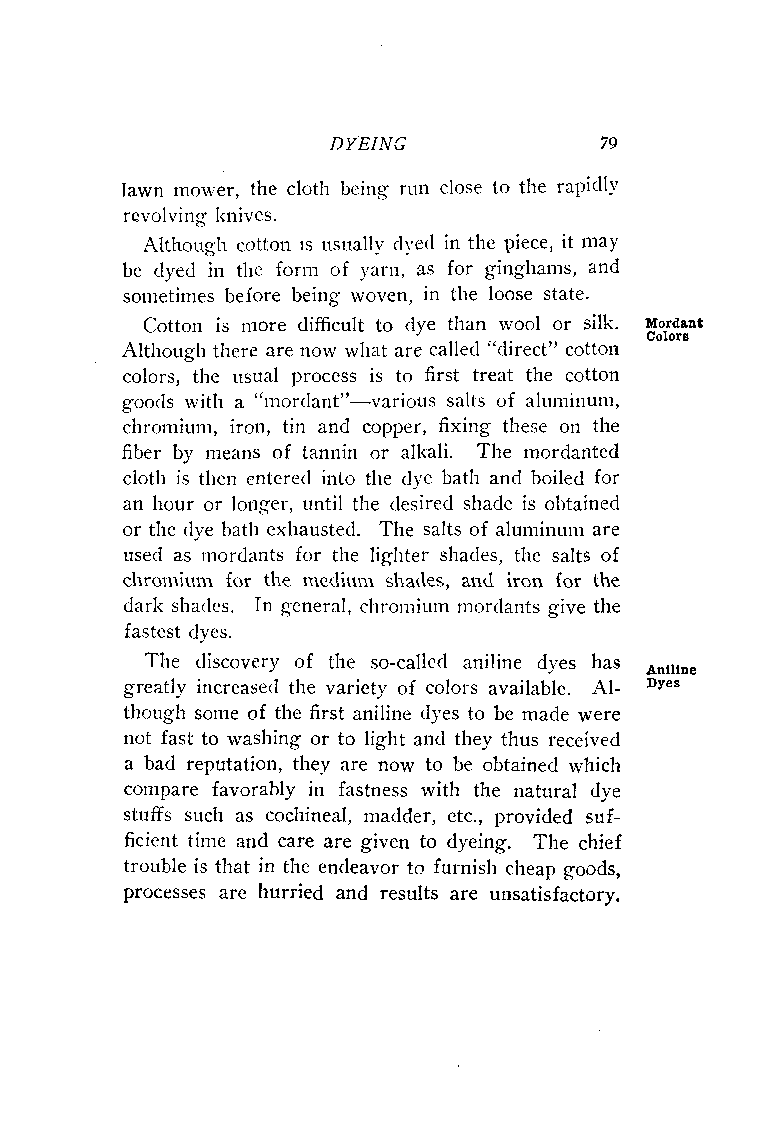 DYEING 79
lawn mower, the cloth being run close to the rapidly
revolving knives.
Although cotton is usually dyed in the piece, it may
be dyed in the form of yarn, as for ginghams, and
sometimes before being woven, in the loose state.
Cotton is more difficult to dye than wool or silk.
Mordant
Colors
Although there are now what are called "direct" cotton
colors, the usual process is to first treat the cotton
goods with a "mordant"—various salts of aluminum,
chromium, iron, tin and copper, fixing these on the
fiber by means of tannin or alkali. The mordanted
cloth is then entered into the dye bath and boiled for
an hour or longer, until the desired shade is obtained
or the dye bath exhausted. The salts of aluminum are
used as mordants for the lighter shades, the salts of
chromium for the medium shades, and iron for the
dark shades. In general, chromium mordants give the
fastest dyes.
The discovery of the so-called aniline dyes has
Aniline
Dyes
greatly increased the variety of colors available. Al-
though some of the first aniline dyes to be made were
not fast to washing or to light and they thus received
a bad reputation, they are now to be obtained which
compare favorably in fastness with the natural dye
stuffs such as cochineal, madder, etc., provided suf-
ficient time and care are given to dyeing. The chief
trouble is that in the endeavor to furnish cheap goods,
processes are hurried and results are unsatisfactory.